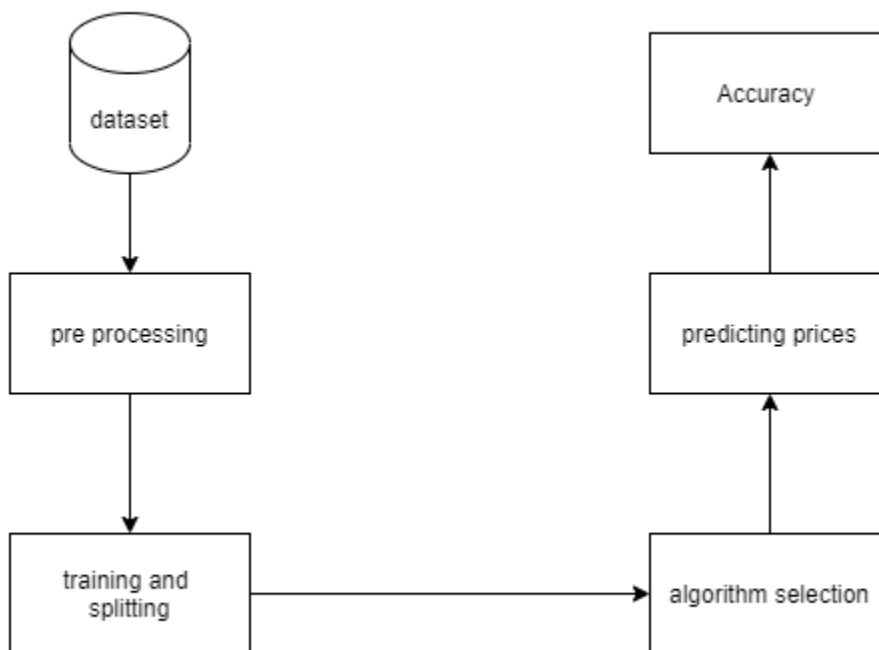 dataset
pre processing
training and
splitting
algorithm selection
predicting prices
Accuracy